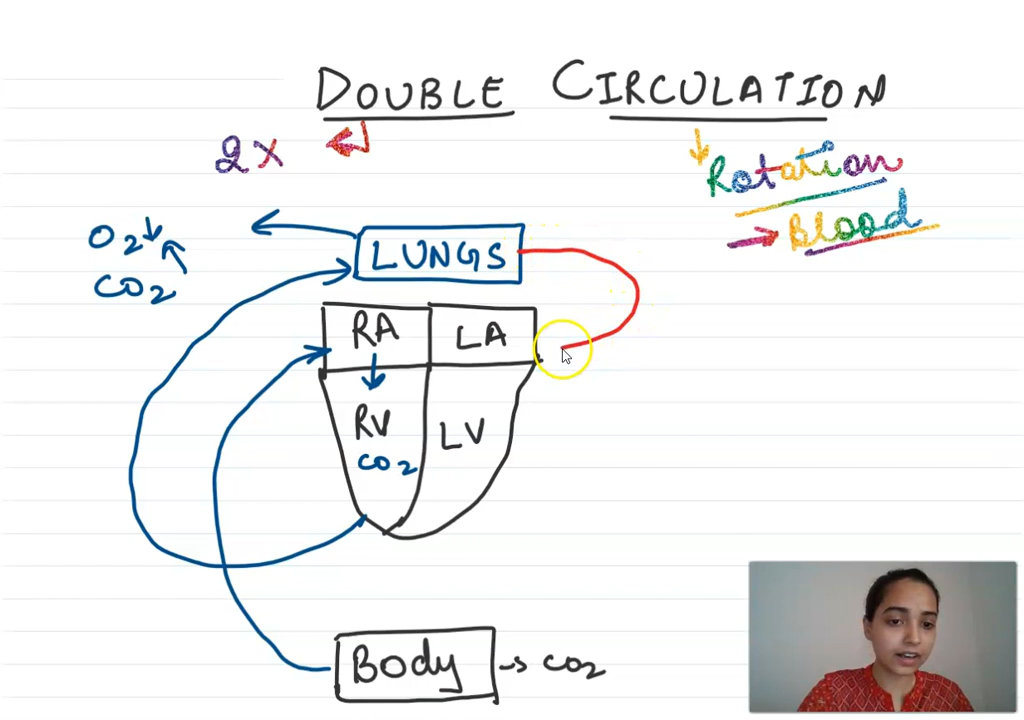 DOUBLE CIRCULATION
2X
Rotation
→ Blood
O2↓
CO2↑
LUNGS
RA LA
RV LV
CO2
Body → CO2